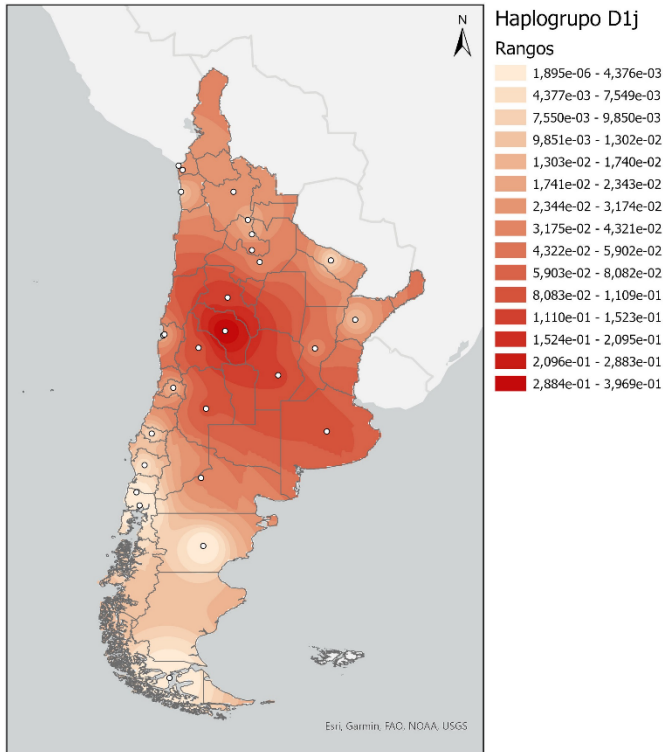 N
Haplogrupo D1j
Rangos
1,895e-06 - 4,376e-03
4,377e-03 - 7,549e-03
7,550e-03 - 9,850e-03
9,851e-03 - 1,302e-02
1,303e-02 - 1,740e-02
1,741e-02 - 2,343e-02
2,344e-02 - 3,174e-02
3,175e-02 - 4,321e-02
4,322e-02 - 5,902e-02
5,903e-02 - 8,082e-02
8,083e-02 - 1,109e-01
1,110e-01 - 1,523e-01
1,524e-01 - 2,095e-01
2,096e-01 - 2,883e-01
2,884e-01 - 3,969e-01
Esri, Garmin, FAO, NOAA, USGS